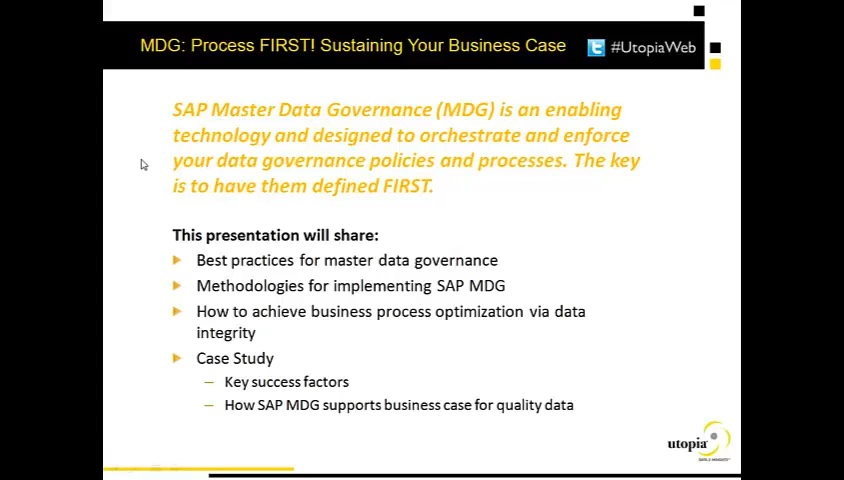 MDG: Process FIRST! Sustaining Your Business Case
#UtopiaWeb
SAP Master Data Governance (MDG) is an enabling
technology and designed to orchestrate and enforce
your data governance policies and processes. The key
is to have them defined FIRST.
This presentation will share:
Best practices for master data governance
Methodologies for implementing SAP MDG
How to achieve business process optimization via data
integrity
Case Study
– Key success factors
– How SAP MDG supports business case for quality data
utopia